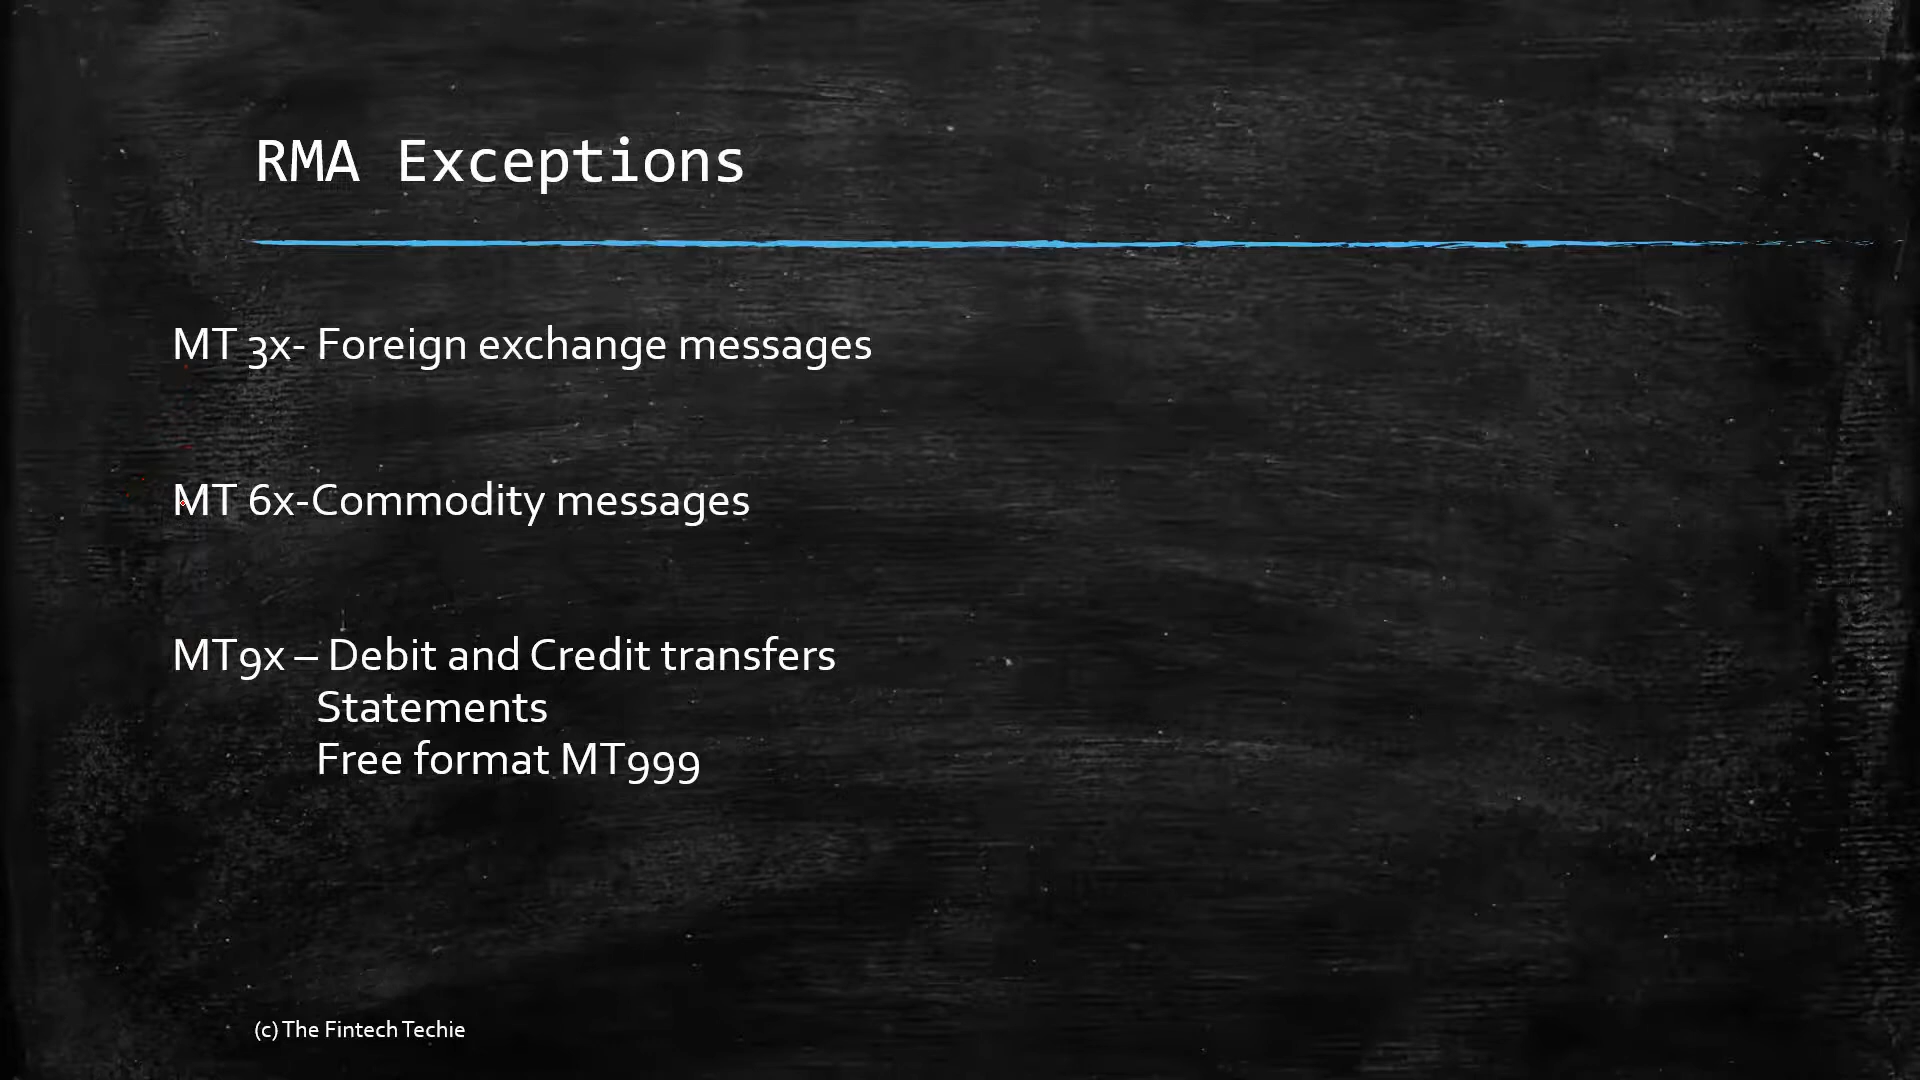 RMA Exceptions
MT 3x- Foreign exchange messages
MT 6x-Commodity messages
MT9x – Debit and Credit transfers
Statements
Free format MT999
(c) The Fintech Techie